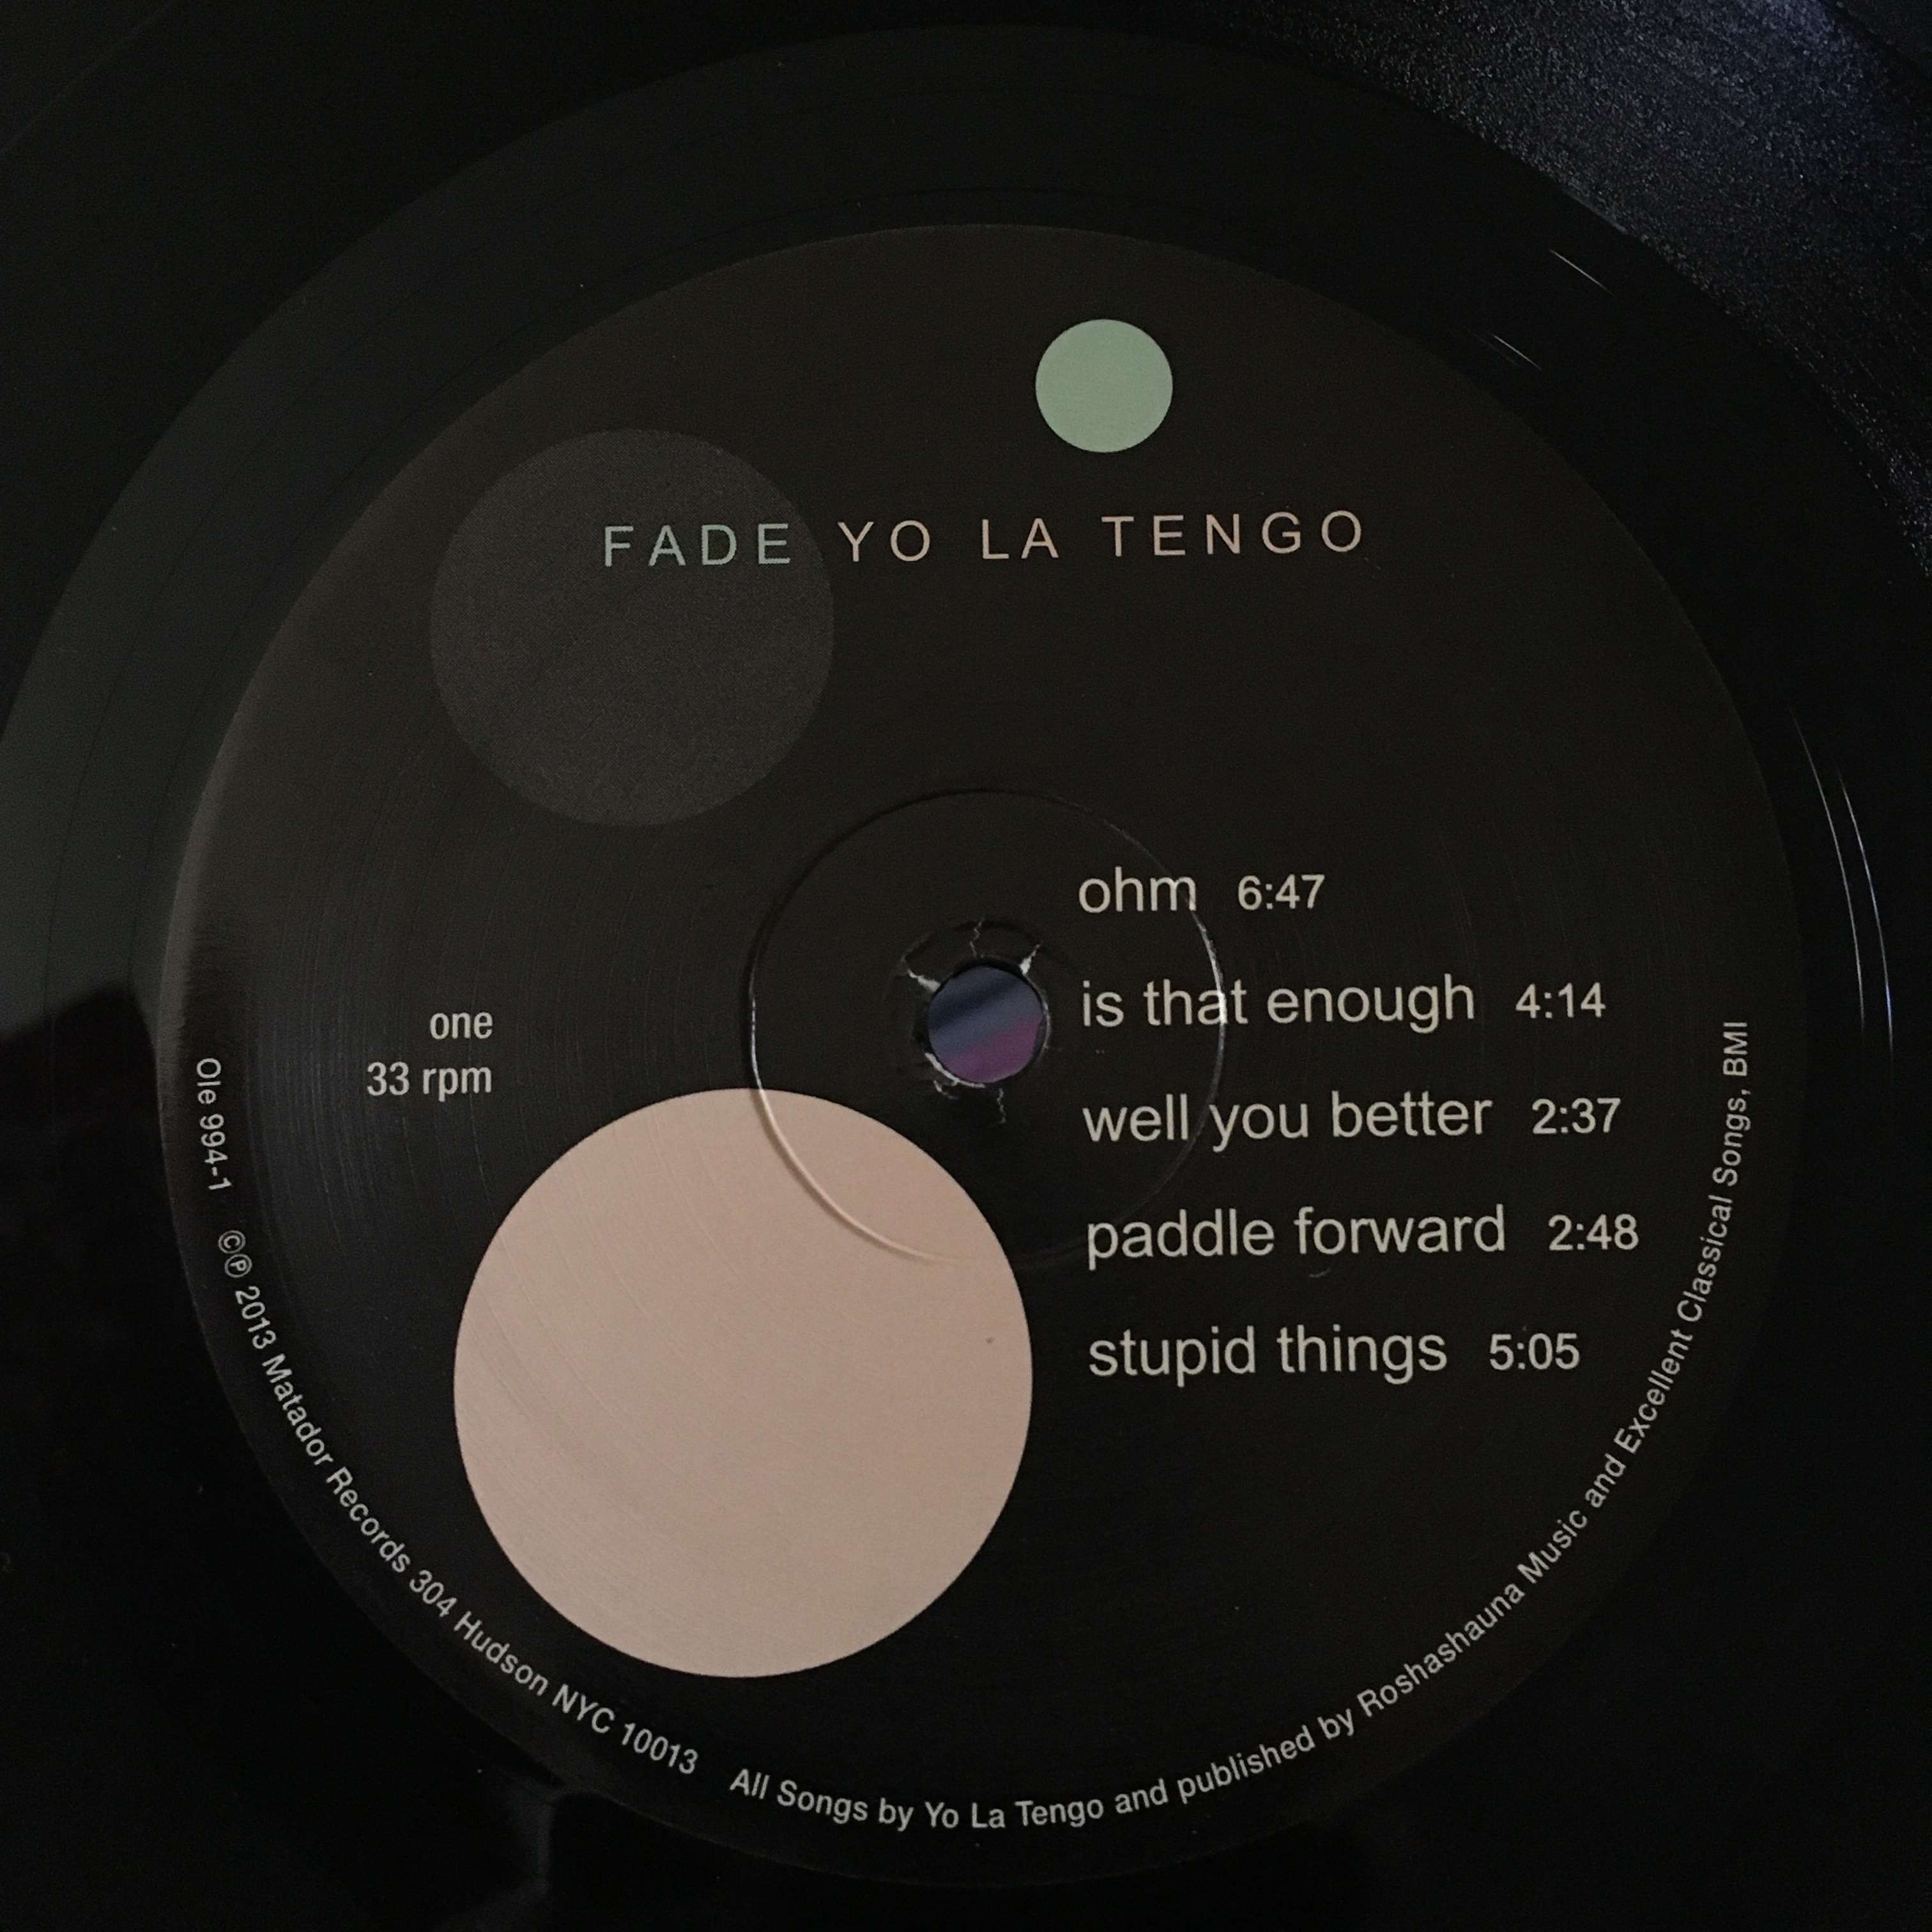 FADE YO LA TENGO
ohm 6:47
is that enough 4:14
well you better 2:37
paddle forward 2:48
stupid things 5:05
one
33 rpm
Ole 994-1 ©℗ 2013 Matador Records 304 Hudson NYC 10013 All Songs by Yo La Tengo and published by Roshashauna Music and Excellent Classical Songs, BMI